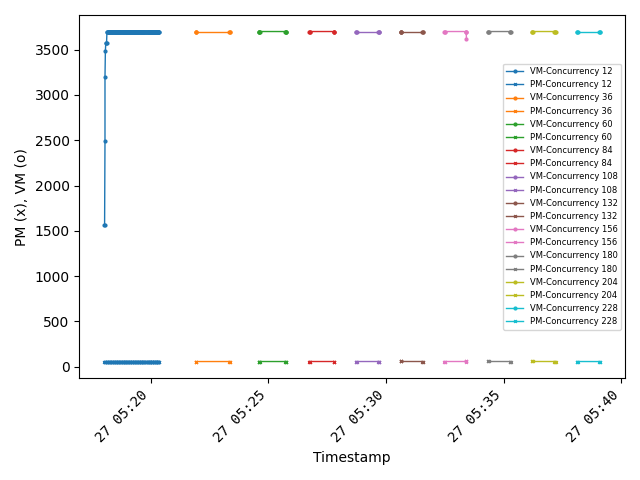 3500
3000
2500
2000
1500
1000
500
0
PM (x), VM (o)
VM-Concurrency 12
PM-Concurrency 12
VM-Concurrency 36
PM-Concurrency 36
VM-Concurrency 60
PM-Concurrency 60
VM-Concurrency 84
PM-Concurrency 84
VM-Concurrency 108
PM-Concurrency 108
VM-Concurrency 132
PM-Concurrency 132
VM-Concurrency 156
PM-Concurrency 156
VM-Concurrency 180
PM-Concurrency 180
VM-Concurrency 204
PM-Concurrency 204
VM-Concurrency 228
PM-Concurrency 228
27 05:20
27 05:25
27 05:30
27 05:35
27 05:40
Timestamp